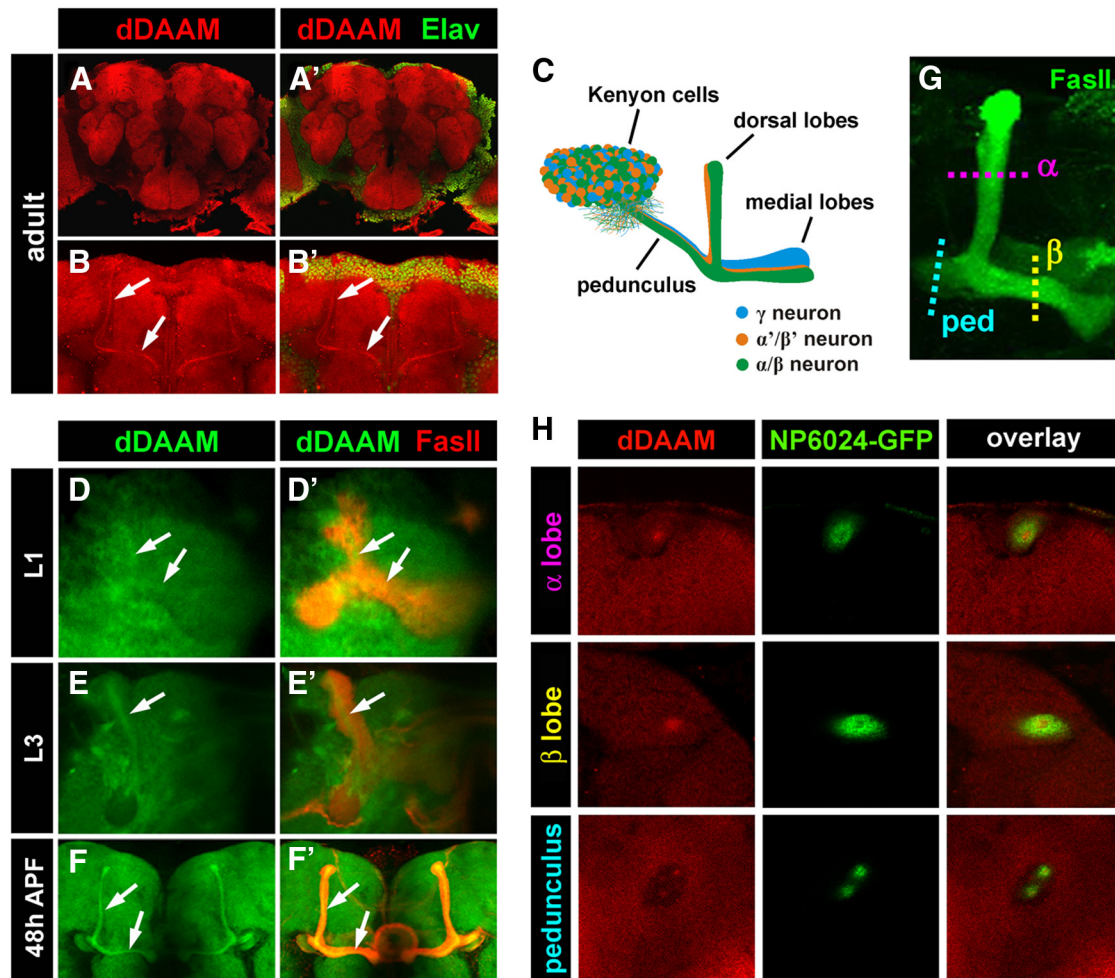 dDAAM
dDAAM Elav
adult
A
A'
B
B'
C
Kenyon cells
dorsal lobes
medial lobes
pedunculus
γ neuron
α'/β' neuron
α/β neuron
G
FasII
α
β
ped
dDAAM
dDAAM FasII
L1
D
D'
L3
E
E'
48h APF
F
F'
H
dDAAM
NP6024-GFP
overlay
α lobe
β lobe
pedunculus